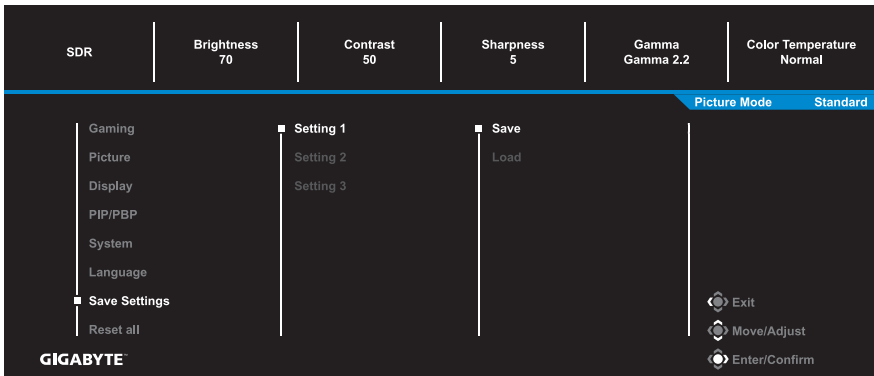 SDR
Brightness
70
Contrast
50
Sharpness
5
Gamma
Gamma 2.2
Color Temperature
Normal
Picture Mode Standard
Gaming
Picture
Display
PIP/PBP
System
Language
Save Settings
Reset all
Setting 1
Setting 2
Setting 3
Save
Load
Exit
Move/Adjust
Enter/Confirm
GIGABYTE™